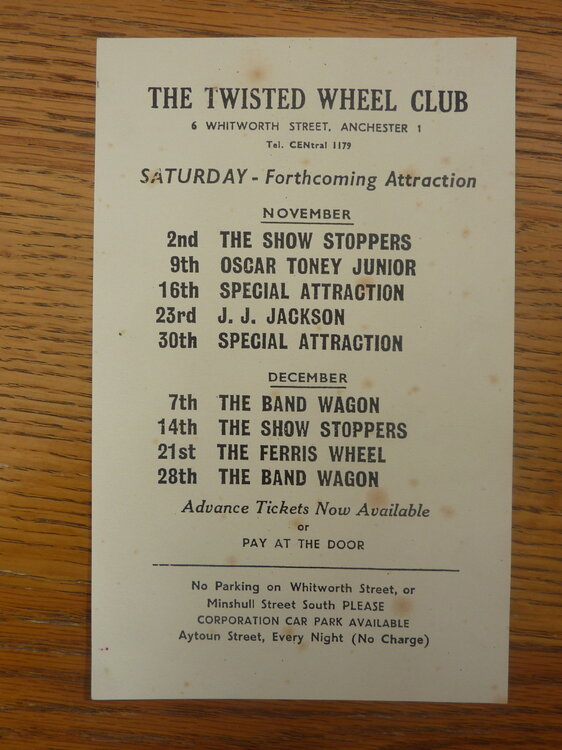 THE TWISTED WHEEL CLUB
6 WHITWORTH STREET, ANCHESTER 1
Tel. CENtral 1179
SATURDAY - Forthcoming Attraction
NOVEMBER
2nd THE SHOW STOPPERS
9th OSCAR TONEY JUNIOR
16th SPECIAL ATTRACTION
23rd J. J. JACKSON
30th SPECIAL ATTRACTION
DECEMBER
7th THE BAND WAGON
14th THE SHOW STOPPERS
21st THE FERRIS WHEEL
28th THE BAND WAGON
Advance Tickets Now Available
or
PAY AT THE DOOR
No Parking on Whitworth Street, or
Minshull Street South PLEASE
CORPORATION CAR PARK AVAILABLE
Aytoun Street, Every Night (No Charge)